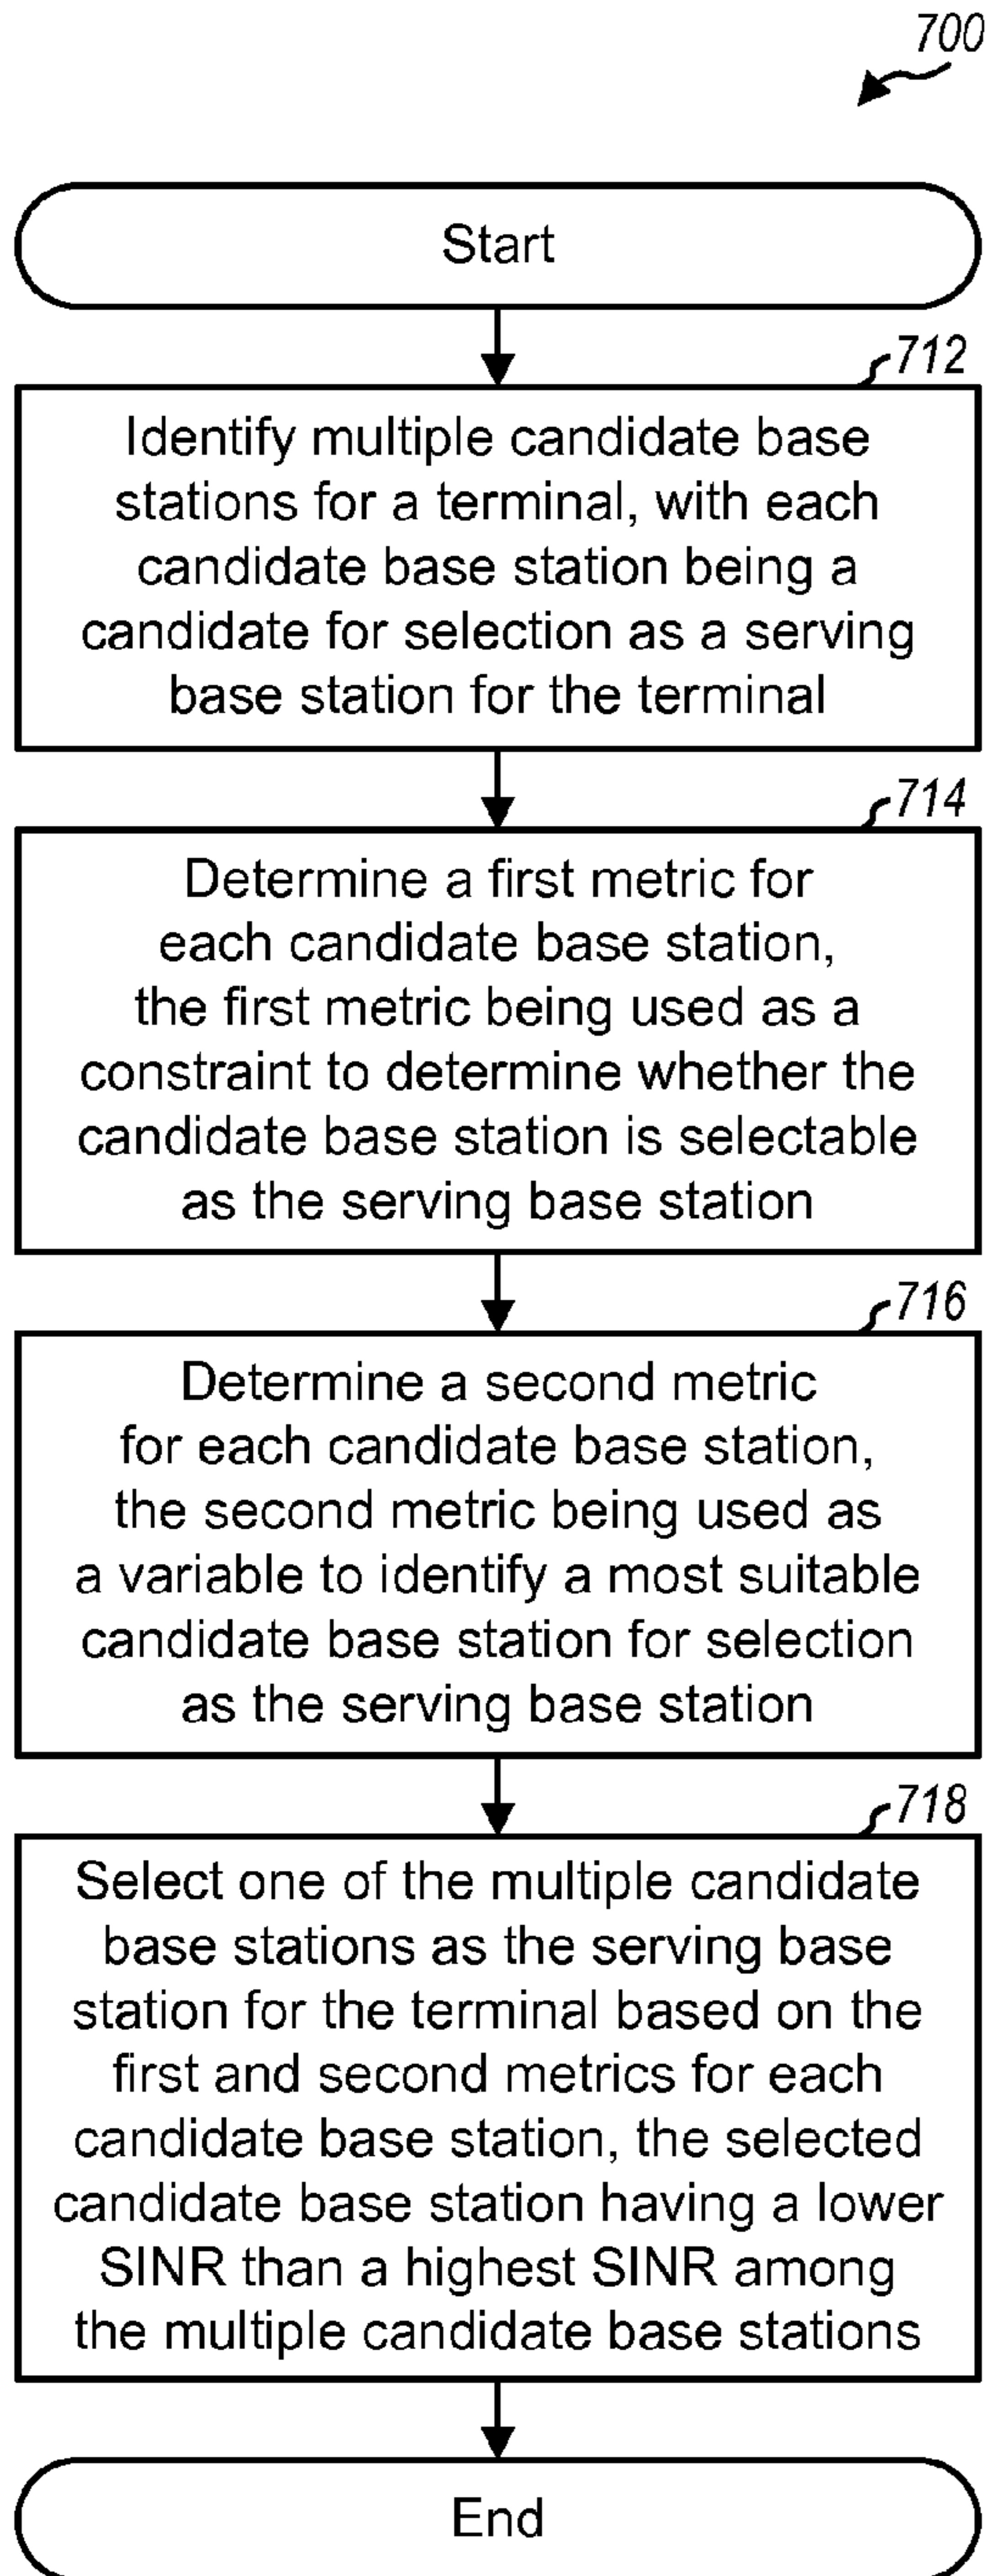 700
Start
712
Identify multiple candidate base
stations for a terminal, with each
candidate base station being a
candidate for selection as a serving
base station for the terminal
714
Determine a first metric for
each candidate base station,
the first metric being used as a
constraint to determine whether the
candidate base station is selectable
as the serving base station
716
Determine a second metric
for each candidate base station,
the second metric being used as
a variable to identify a most suitable
candidate base station for selection
as the serving base station
718
Select one of the multiple candidate
base stations as the serving base
station for the terminal based on the
first and second metrics for each
candidate base station, the selected
candidate base station having a lower
SINR than a highest SINR among
the multiple candidate base stations
End